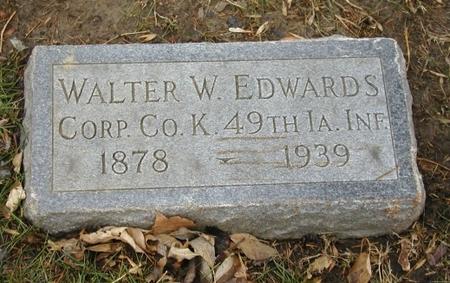 WALTER W. EDWARDS
CORP. CO. K. 49TH IA. INF.
1878 — 1939